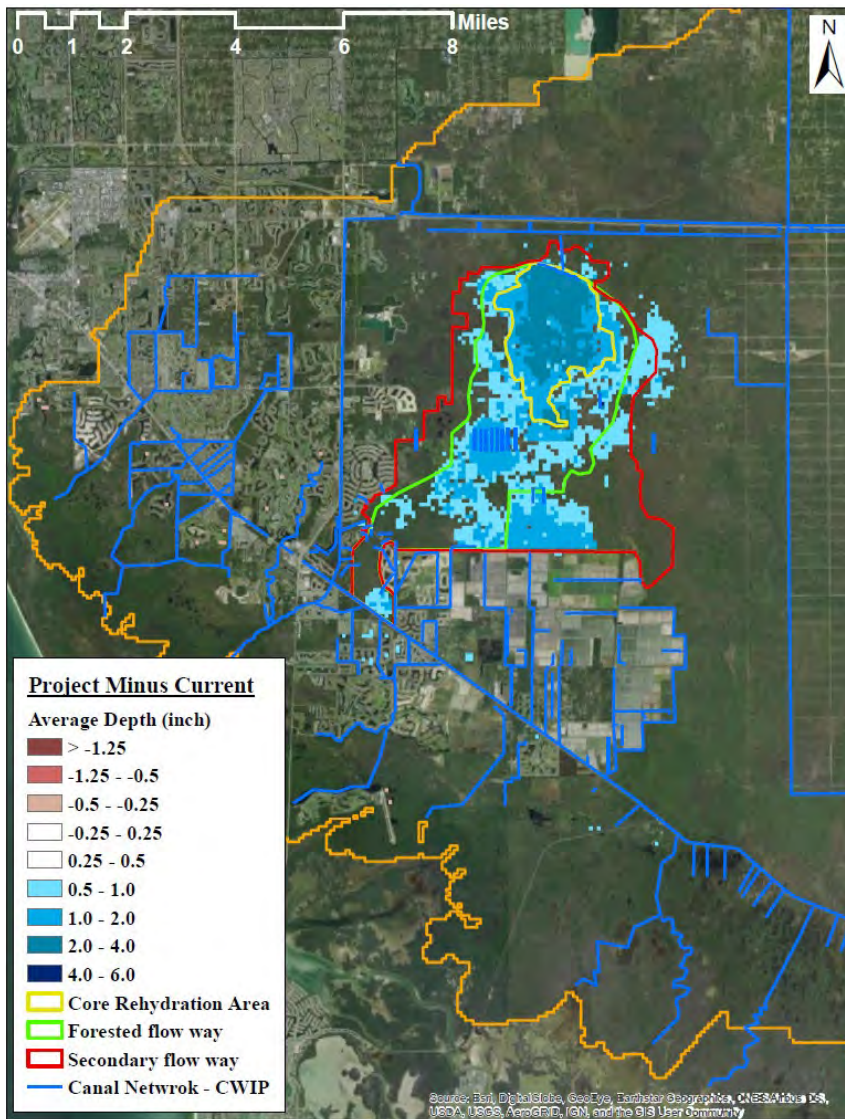 Miles
0 1 2 4 6 8
N
Project Minus Current
Average Depth (inch)
> -1.25
-1.25 - -0.5
-0.5 - -0.25
-0.25 - 0.25
0.25 - 0.5
0.5 - 1.0
1.0 - 2.0
2.0 - 4.0
4.0 - 6.0
Core Rehydration Area
Forested flow way
Secondary flow way
Canal Netwrok - CWIP
Source: Esri, DigitalGlobe, GeoEye, Earthstar Geographics, CNES/Airbus DS,
USDA, USGS, AeroGRID, IGN, and the GIS User Community